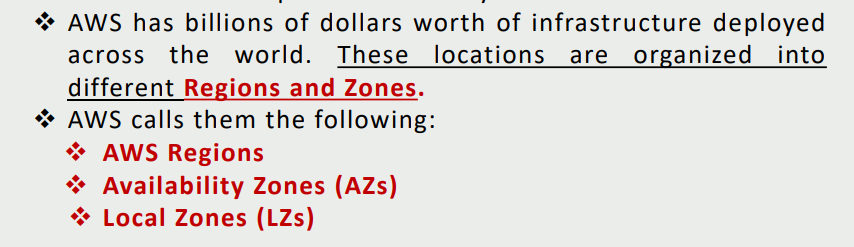 ❖ AWS has billions of dollars worth of infrastructure deployed
across the world. These locations are organized into
different Regions and Zones.
❖ AWS calls them the following:
❖ AWS Regions
❖ Availability Zones (AZs)
❖ Local Zones (LZs)